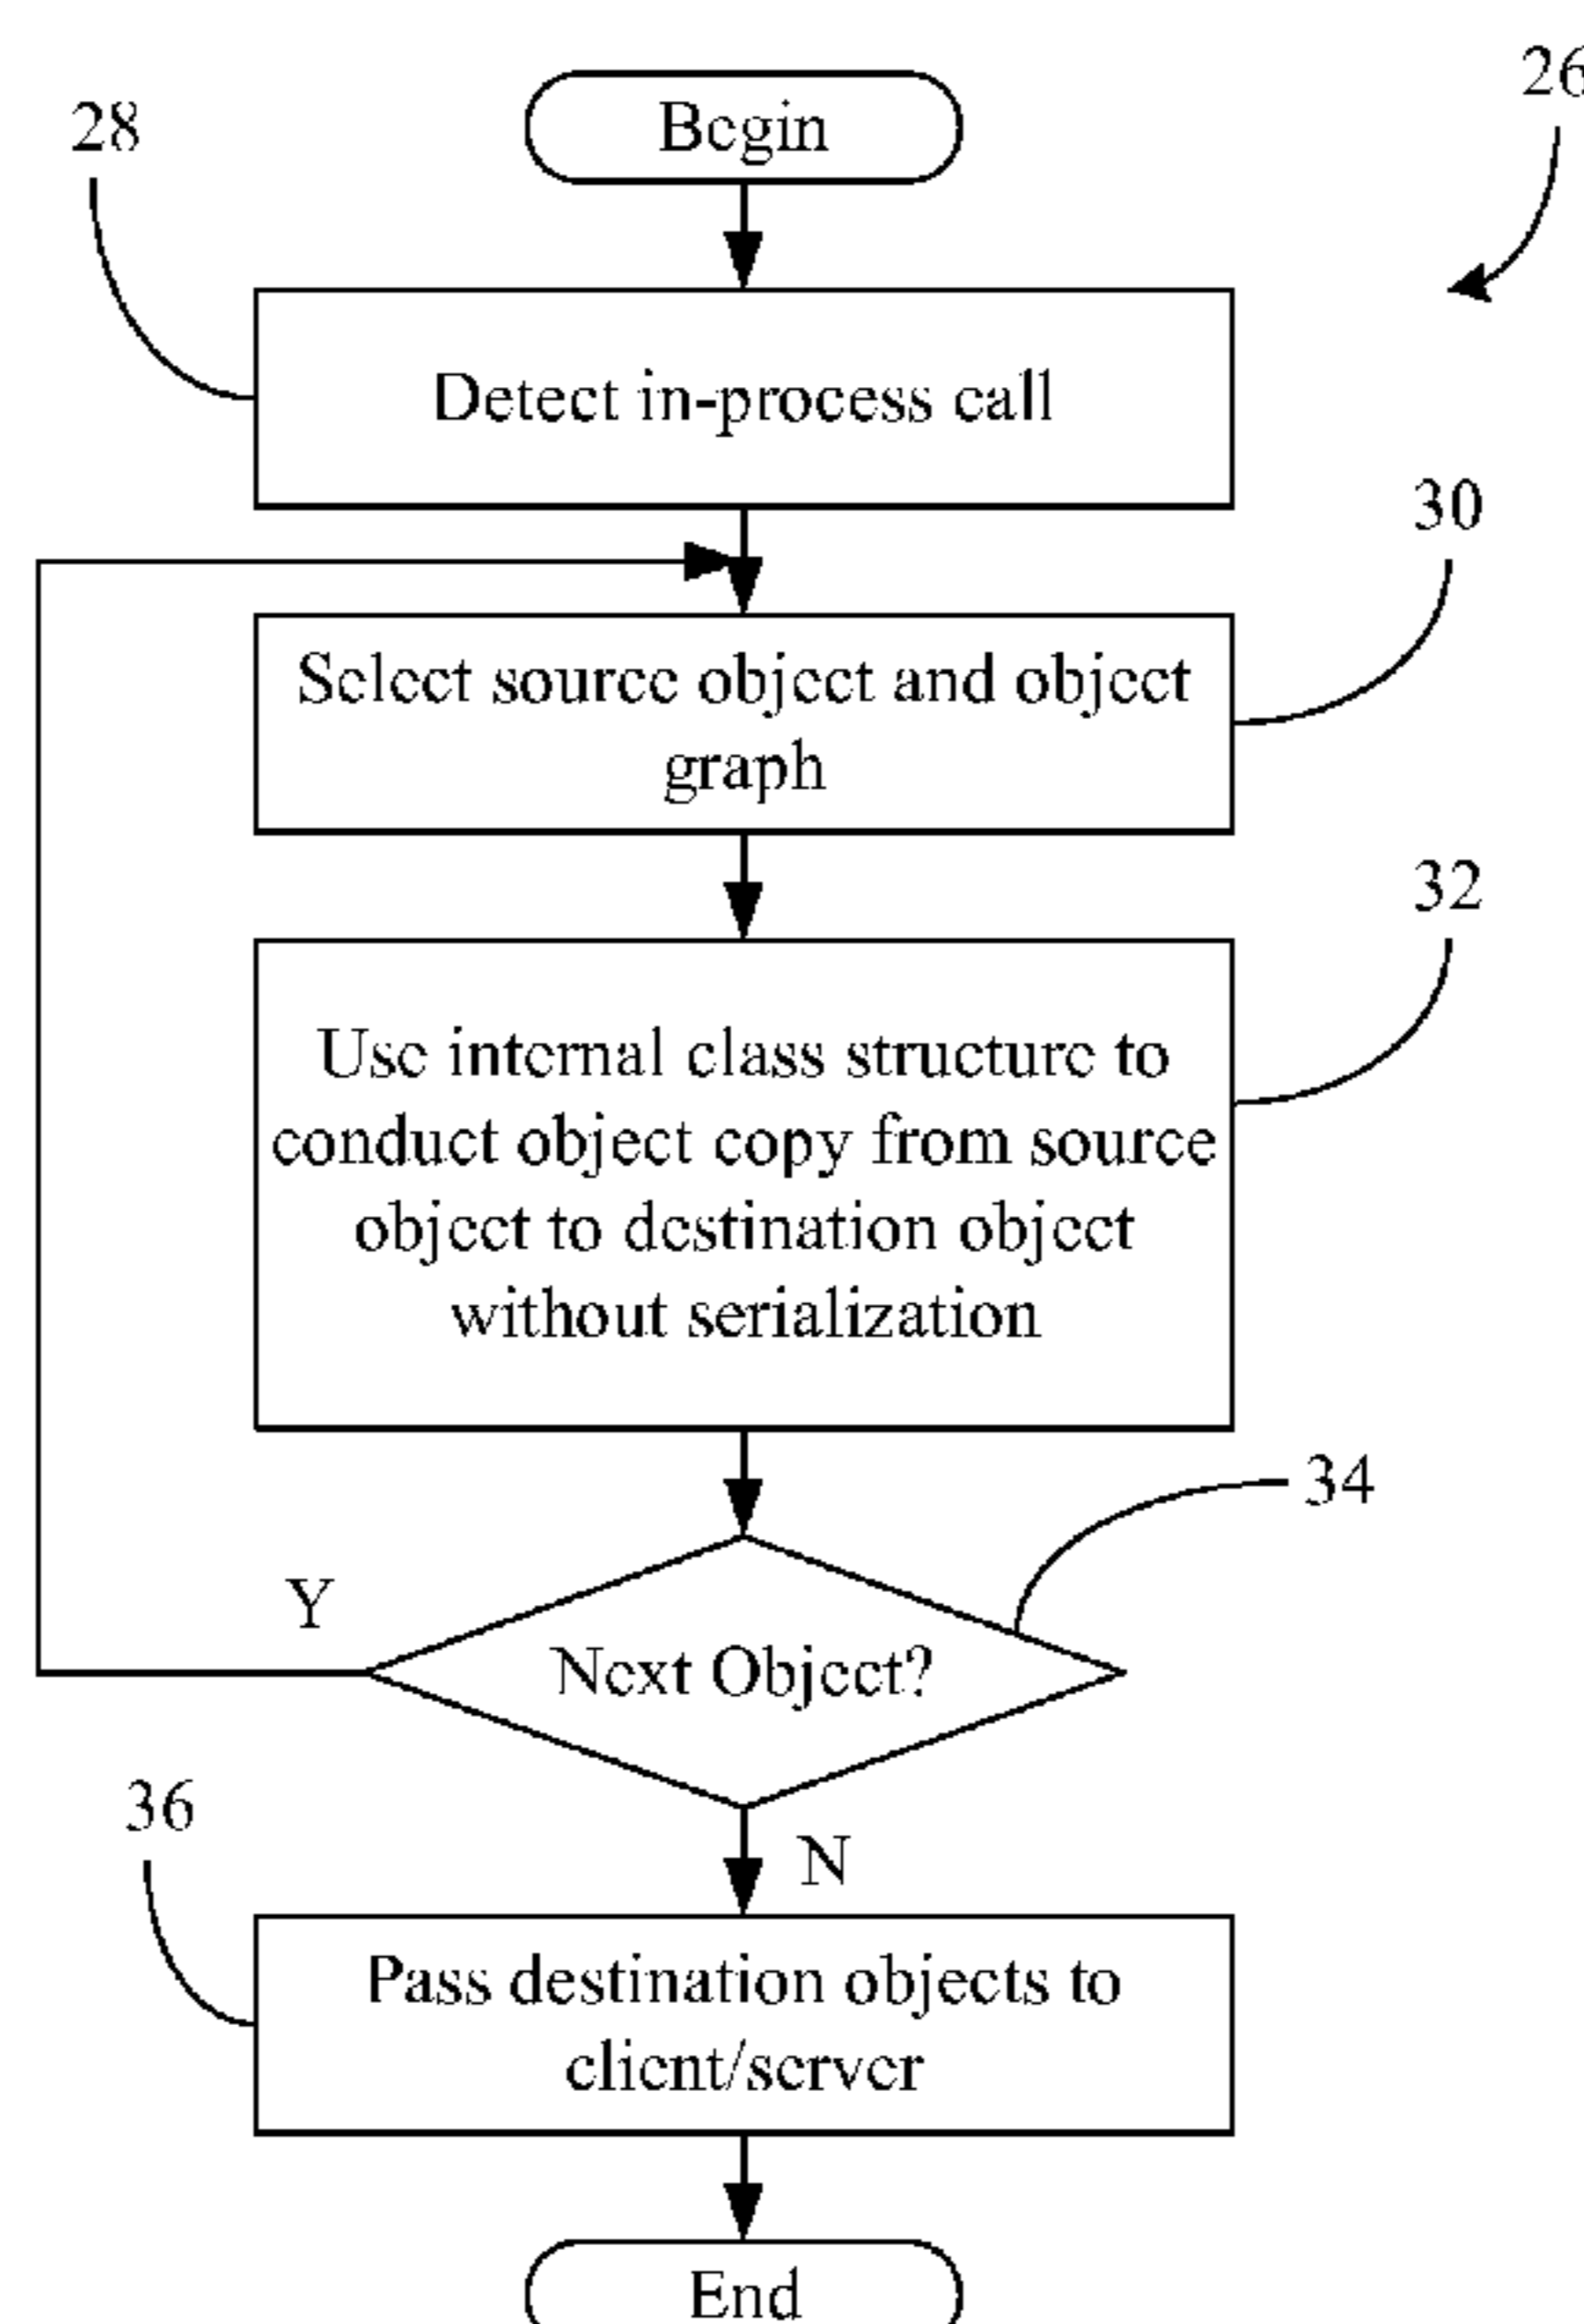 26
28
Begin
Detect in-process call
30
Select source object and object
graph
32
Use internal class structure to
conduct object copy from source
object to destination object
without serialization
34
Y
Next Object?
36
N
Pass destination objects to
client/server
End